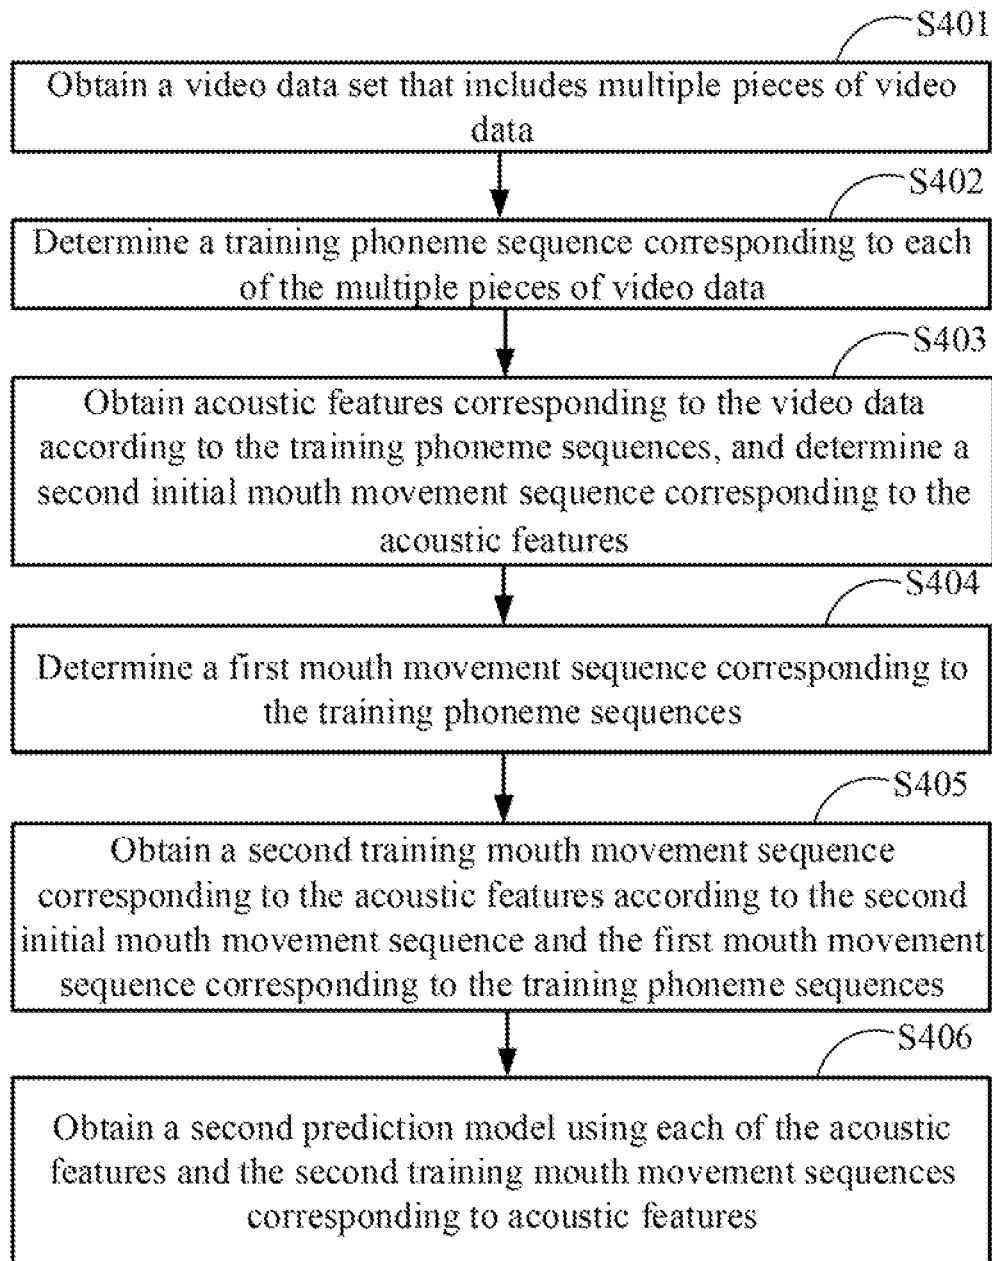 S401
Obtain a video data set that includes multiple pieces of video
data
S402
Determine a training phoneme sequence corresponding to each
of the multiple pieces of video data
S403
Obtain acoustic features corresponding to the video data
according to the training phoneme sequences, and determine a
second initial mouth movement sequence corresponding to the
acoustic features
S404
Determine a first mouth movement sequence corresponding to
the training phoneme sequences
S405
Obtain a second training mouth movement sequence
corresponding to the acoustic features according to the second
initial mouth movement sequence and the first mouth movement
sequence corresponding to the training phoneme sequences
S406
Obtain a second prediction model using each of the acoustic
features and the second training mouth movement sequences
corresponding to acoustic features